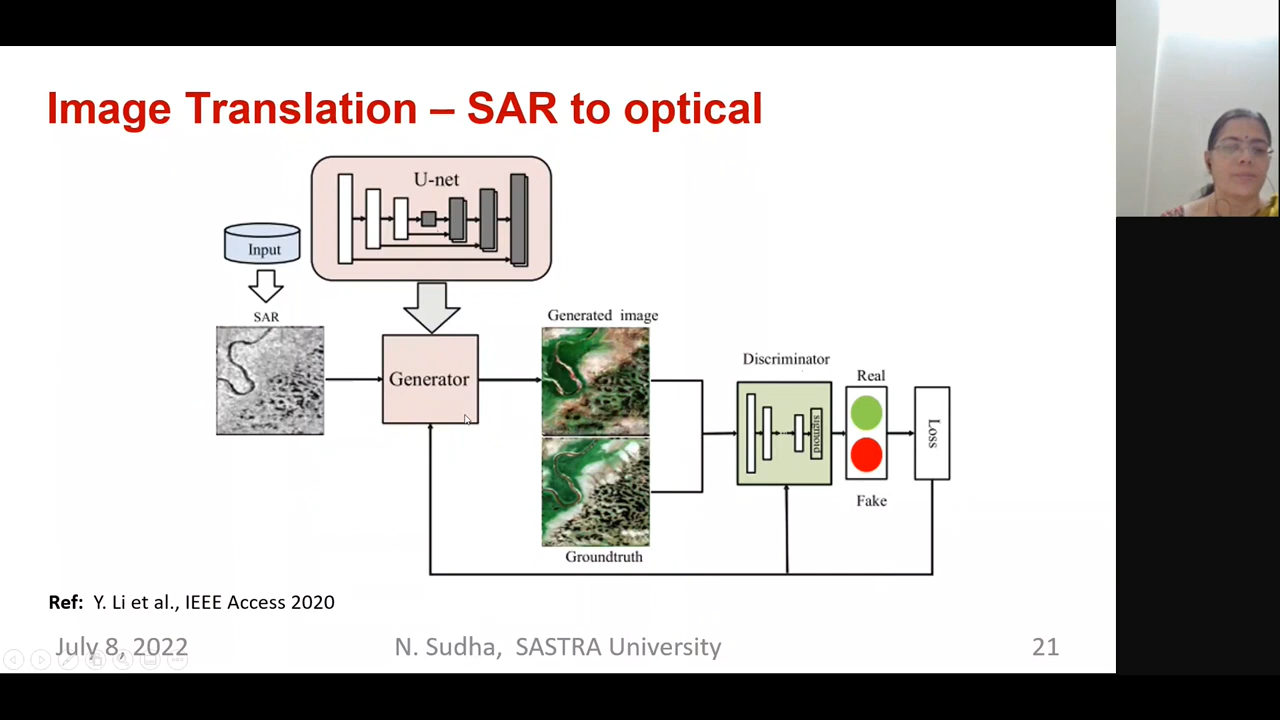 Image Translation – SAR to optical
U-net
Input
SAR
Generator
Generated image
Groundtruth
Discriminator
sigmoid
Real
Fake
Loss
Ref: Y. Li et al., IEEE Access 2020
July 8, 2022
N. Sudha, SASTRA University
21